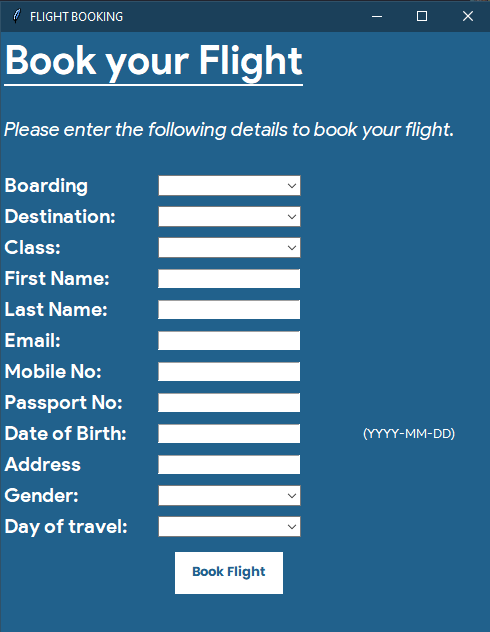 FLIGHT BOOKING
Book your Flight
Please enter the following details to book your flight.
Boarding
Destination:
Class:
First Name:
Last Name:
Email:
Mobile No:
Passport No:
Date of Birth: (YYYY-MM-DD)
Address
Gender:
Day of travel:
Book Flight